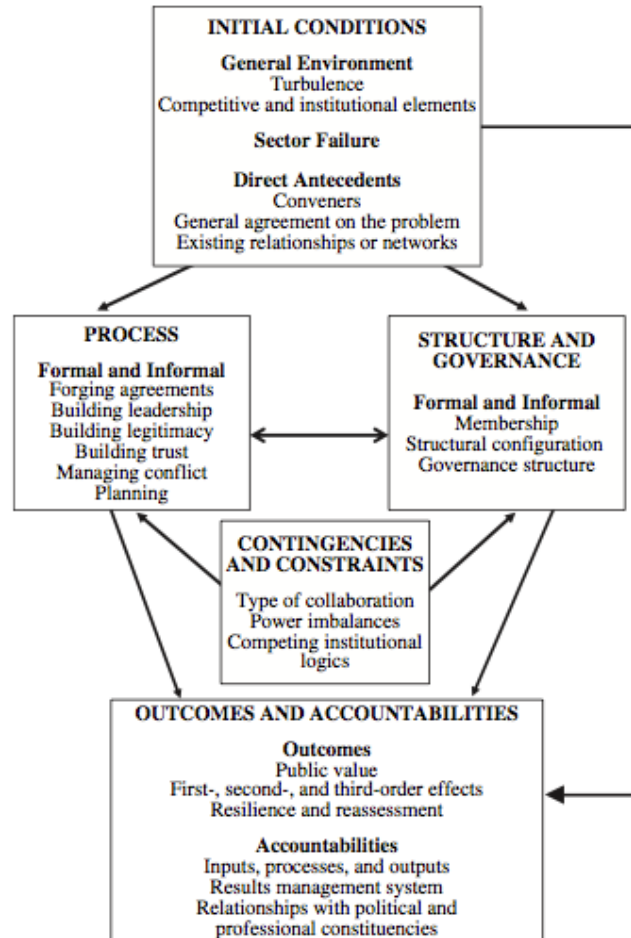 INITIAL CONDITIONS
General Environment
Turbulence
Competitive and institutional elements
Sector Failure
Direct Antecedents
Conveners
General agreement on the problem
Existing relationships or networks
PROCESS
Formal and Informal
Forging agreements
Building leadership
Building legitimacy
Building trust
Managing conflict
Planning
STRUCTURE AND
GOVERNANCE
Formal and Informal
Membership
Structural configuration
Governance structure
CONTINGENCIES
AND CONSTRAINTS
Type of collaboration
Power imbalances
Competing institutional
logics
OUTCOMES AND ACCOUNTABILITIES
Outcomes
Public value
First-, second-, and third-order effects
Resilience and reassessment
Accountabilities
Inputs, processes, and outputs
Results management system
Relationships with political and
professional constituencies